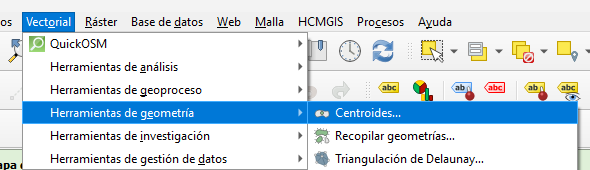 os Vectorial Ráster Base de datos Web Malla HCMGIS Procesos Ayuda
QuickOSM
Herramientas de análisis
Herramientas de geoproceso
abc abc abc abc abc
Herramientas de geometría
Centroides...
Herramientas de investigación
Recopilar geometrías...
apa
Herramientas de gestión de datos
Triangulación de Delaunay...